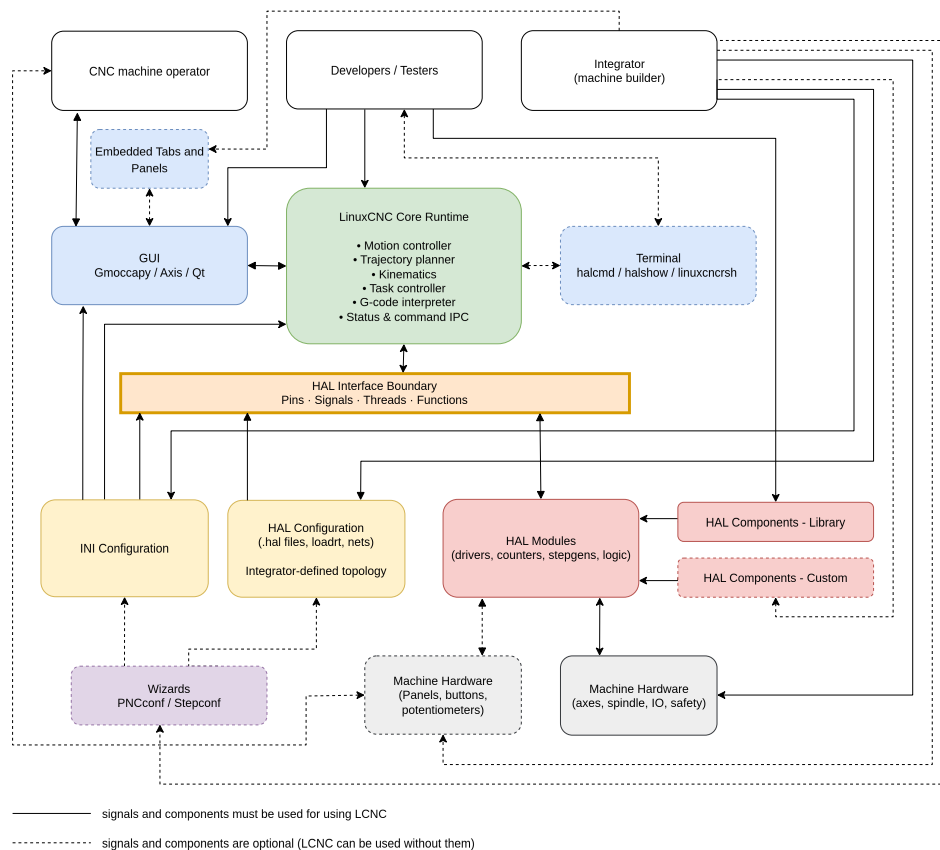 CNC machine operator
Developers / Testers
Integrator
(machine builder)
Embedded Tabs and
Panels
GUI
Gmoccapy / Axis / Qt
LinuxCNC Core Runtime
• Motion controller
• Trajectory planner
• Kinematics
• Task controller
• G-code interpreter
• Status & command IPC
Terminal
halcmd / halshow / linuxcncrsh
HAL Interface Boundary
Pins · Signals · Threads · Functions
INI Configuration
HAL Configuration
(.hal files, loadrt, nets)
Integrator-defined topology
HAL Modules
(drivers, counters, stepgens, logic)
HAL Components - Library
HAL Components - Custom
Wizards
PNCconf / Stepconf
Machine Hardware
(Panels, buttons,
potentiometers)
Machine Hardware
(axes, spindle, IO, safety)
signals and components must be used for using LCNC
signals and components are optional (LCNC can be used without them)